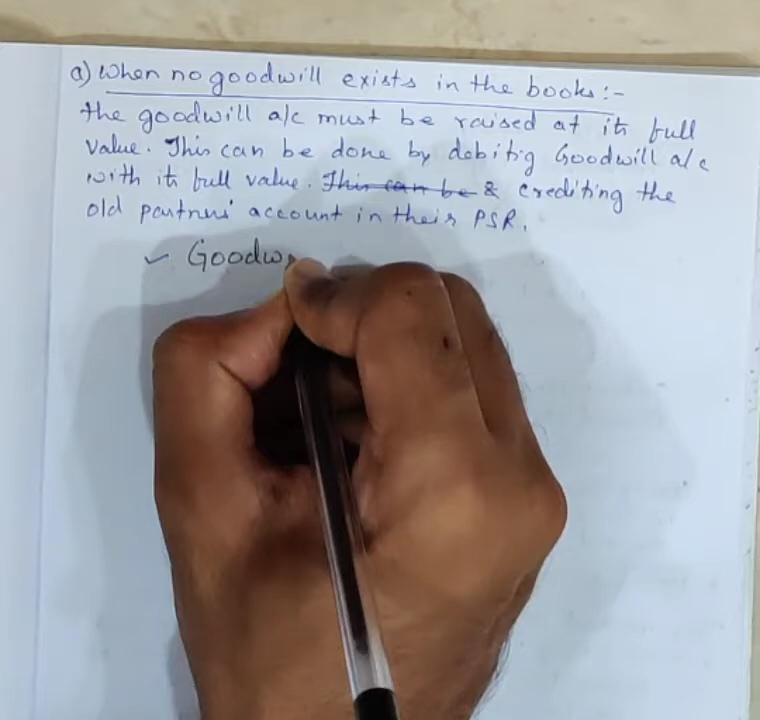 a) When no goodwill exists in the books:-
the goodwill a/c must be raised at its full
value. This can be done by debitig Goodwill a/c
with its full value. This can be & crediting the
old partners' account in their PSR.
✓ Goodw